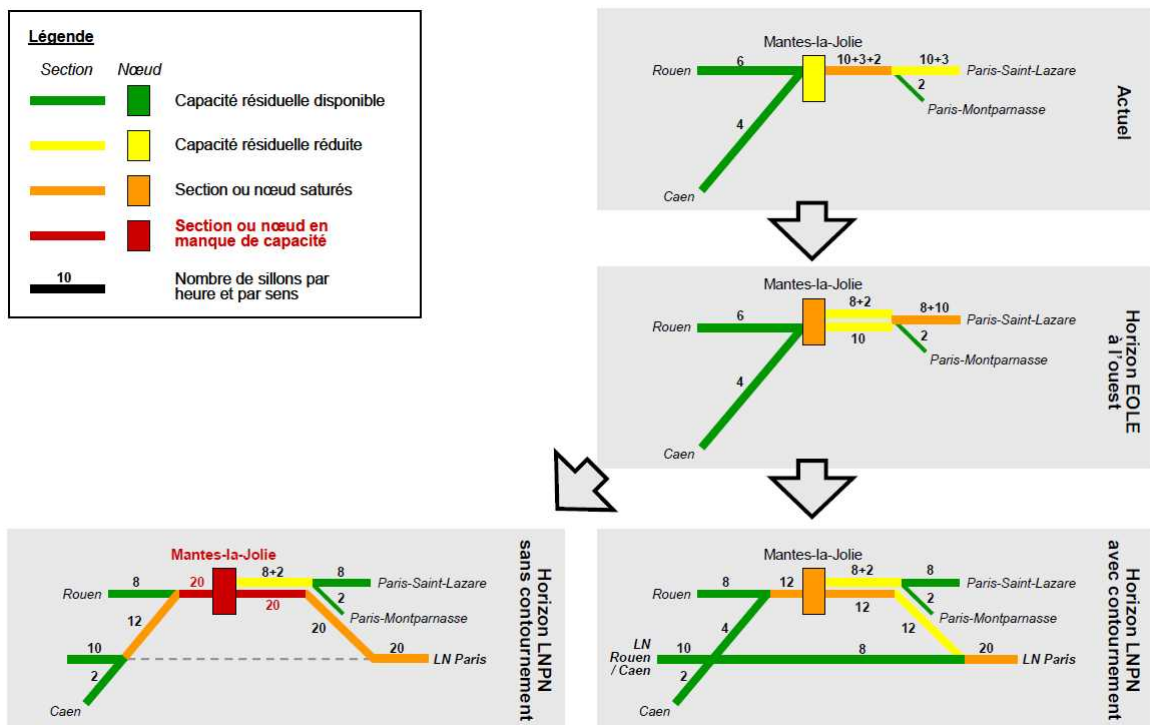 Légende
Section Nœud
Capacité résiduelle disponible
Capacité résiduelle réduite
Section ou nœud saturés
Section ou nœud en
manque de capacité
10
Nombre de sillons par
heure et par sens
Mantes-la-Jolie
Rouen 6 10+3+2 10+3 Paris-Saint-Lazare
2
Paris-Montparnasse
4
Caen
Actuel
Mantes-la-Jolie
8+2
Rouen 6 8+10 Paris-Saint-Lazare
10 2
Paris-Montparnasse
4
Caen
Horizon EOLE
à l'ouest
Mantes-la-Jolie
8+2
Rouen 8 20 8 Paris-Saint-Lazare
20 2
Paris-Montparnasse
12 20
10 20 LN Paris
2
Caen
Horizon LNPN
sans contournement
Mantes-la-Jolie
8+2
Rouen 8 12 8 Paris-Saint-Lazare
12 2
Paris-Montparnasse
4 12
LN
Rouen
/ Caen
10 8 20 LN Paris
2
Caen
Horizon LNPN
avec contournement